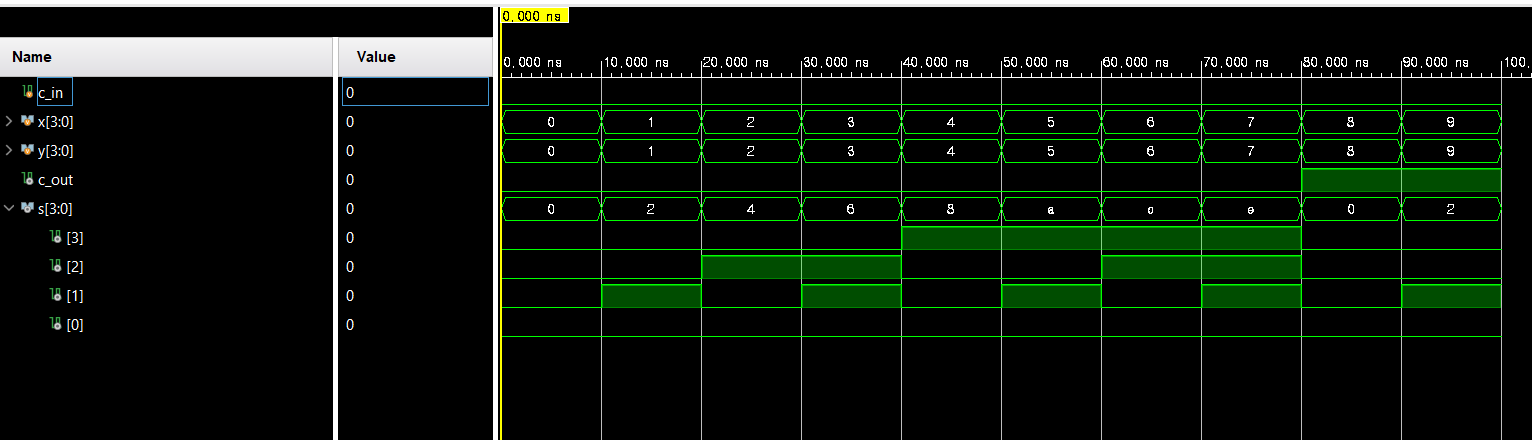 0.000 ns
Name Value
0.000 ns 10.000 ns 20.000 ns 30.000 ns 40.000 ns 50.000 ns 60.000 ns 70.000 ns 80.000 ns 90.000 ns 100.
c_in 0
x[3:0] 0 0 1 2 3 4 5 6 7 8 9
y[3:0] 0 0 1 2 3 4 5 6 7 8 9
c_out 0
s[3:0] 0 0 2 4 6 8 a c e 0 2
[3] 0
[2] 0
[1] 0
[0] 0